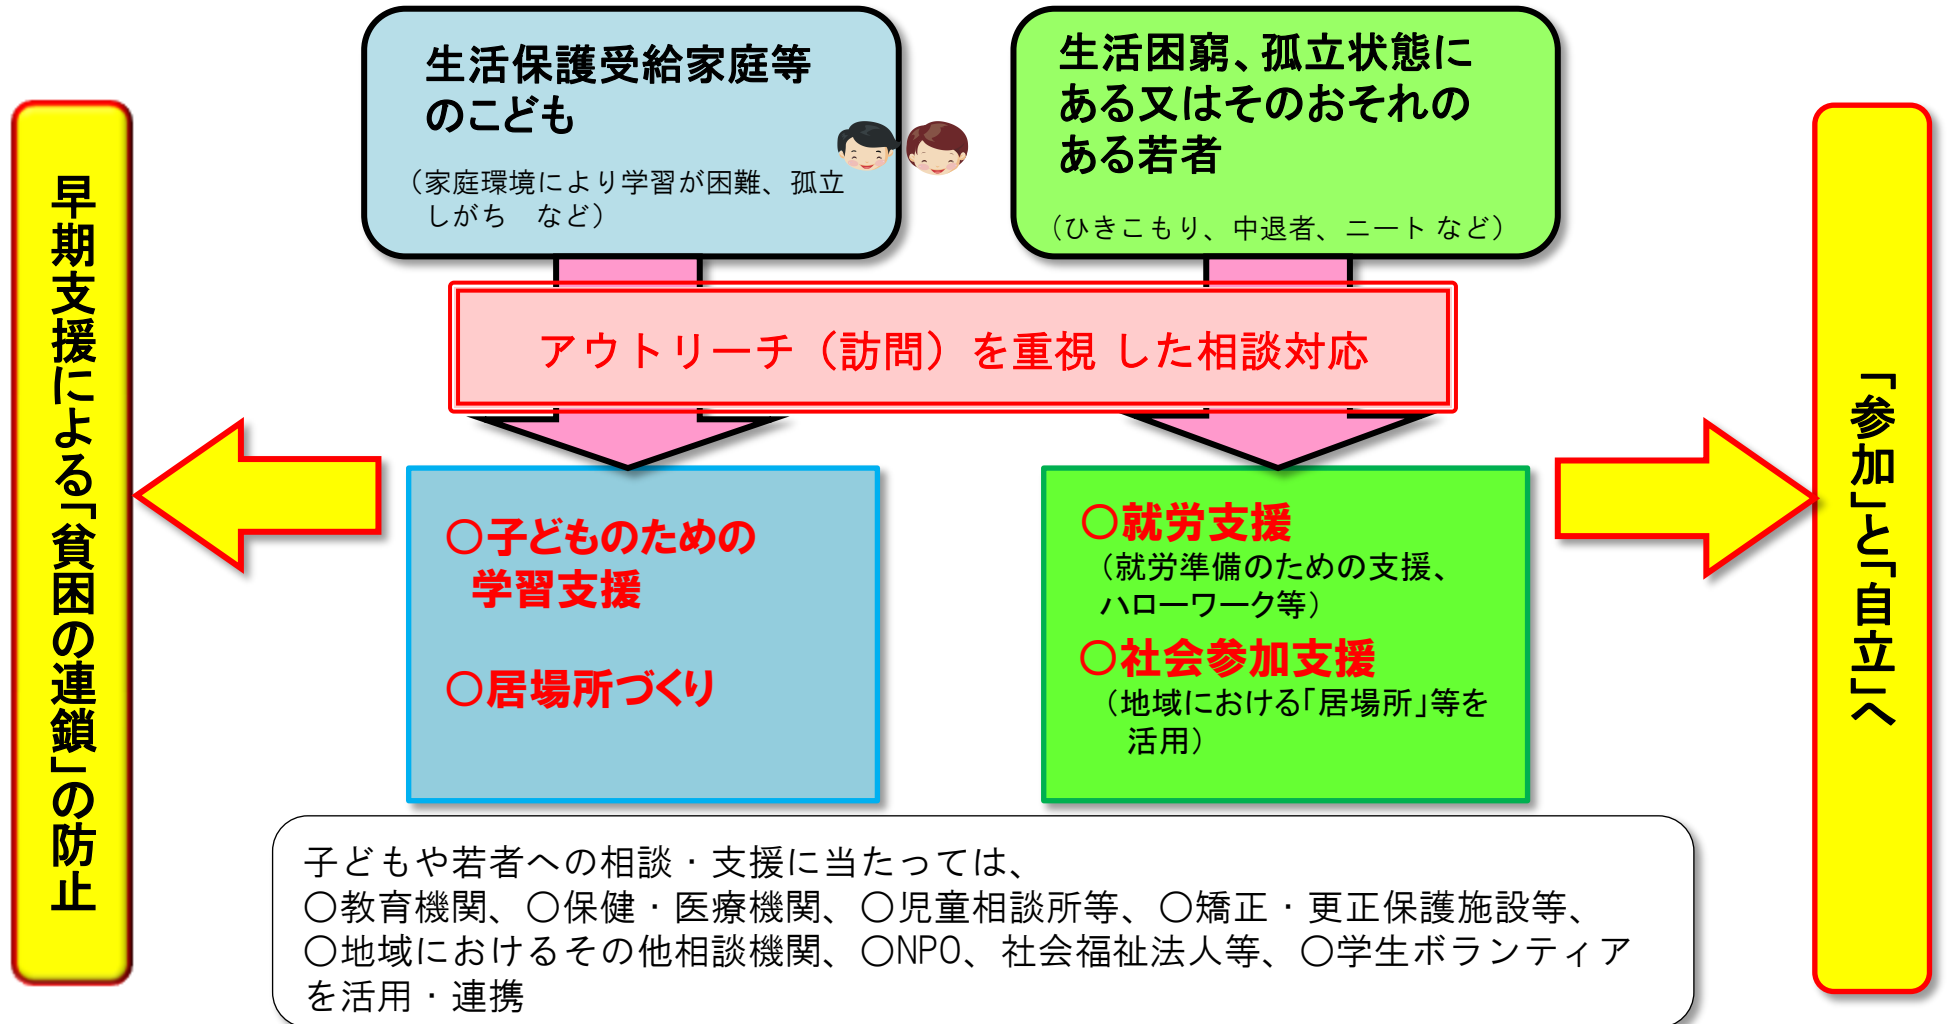 早期支援による「貧困の連鎖」の防止
生活保護受給家庭等
のこども
（家庭環境により学習が困難、孤立
しがち　など）
生活困窮、孤立状態に
ある又はそのおそれの
ある若者
（ひきこもり、中退者、ニート など）
アウトリーチ（訪問）を重視 した相談対応
○子どものための
学習支援
○居場所づくり
○就労支援
（就労準備のための支援、
ハローワーク等）
○社会参加支援
（地域における「居場所」等を
活用）
「参加」と「自立」へ
子どもや若者への相談・支援に当たっては、
○教育機関、○保健・医療機関、○児童相談所等、○矯正・更正保護施設等、
○地域におけるその他相談機関、○NPO、社会福祉法人等、○学生ボランティア
を活用・連携